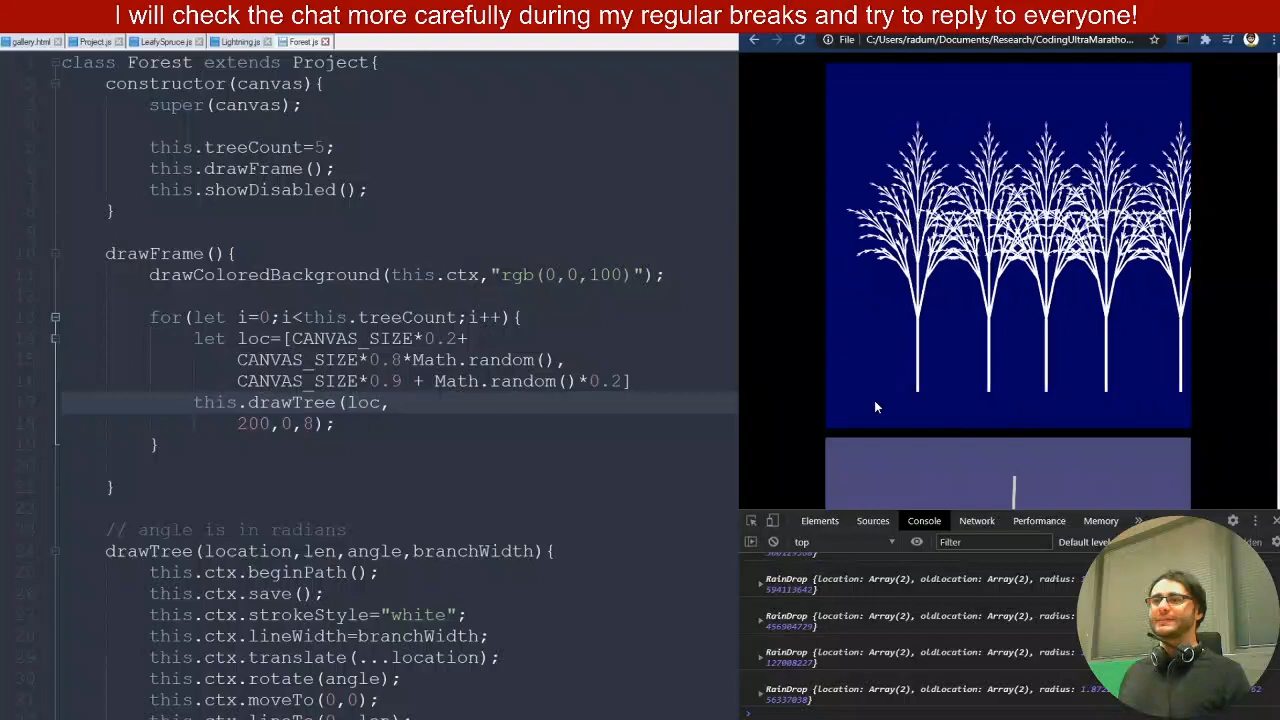 I will check the chat more carefully during my regular breaks and try to reply to everyone!
gallery.html Project.js LeafySpruce.js Lightning.js Forest.js
File C:/Users/radum/Documents/Research/CodingUltraMaratho...
class Forest extends Project{
constructor(canvas){
super(canvas);
this.treeCount=5;
this.drawFrame();
this.showDisabled();
}
drawFrame(){
drawColoredBackground(this.ctx,"rgb(0,0,100)");
for(let i=0;i<this.treeCount;i++){
let loc=[CANVAS_SIZE*0.2+
CANVAS_SIZE*0.8*Math.random(),
CANVAS_SIZE*0.9 + Math.random()*0.2]
this.drawTree(loc,
200,0,8);
}
}
// angle is in radians
drawTree(location,len,angle,branchWidth){
this.ctx.beginPath();
this.ctx.save();
this.ctx.strokeStyle="white";
this.ctx.lineWidth=branchWidth;
this.ctx.translate(...location);
this.ctx.rotate(angle);
this.ctx.moveTo(0,0);
Elements Sources Console Network Performance Memory »
top Filter Default level
RainDrop {location: Array(2), oldLocation: Array(2), radius:
594113642}
RainDrop {location: Array(2), oldLocation: Array(2), radius:
456904729}
RainDrop {location: Array(2), oldLocation: Array(2), radius:
127008227}
RainDrop {location: Array(2), oldLocation: Array(2), radius:
56337038}